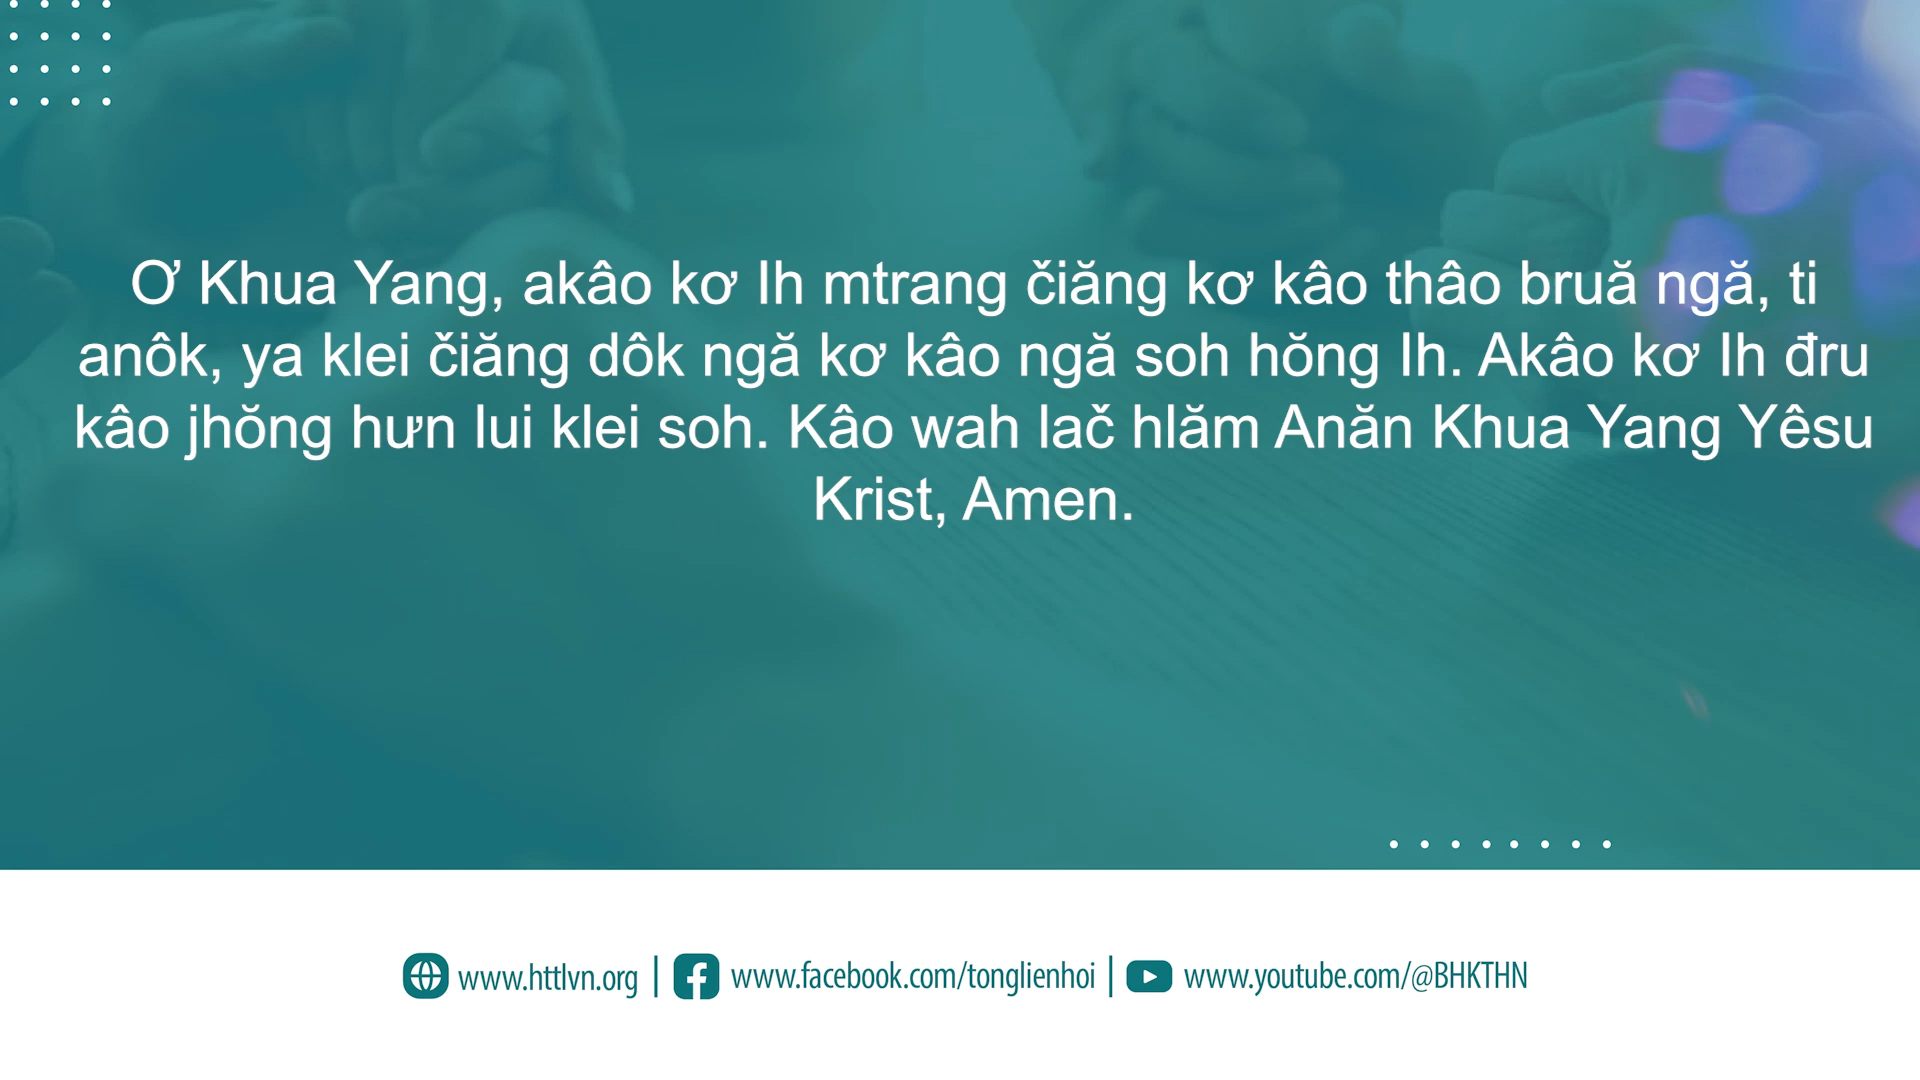 Ơ Khua Yang, akâo kơ Ih mtrang čiăng kơ kâo thâo bruă ngă, ti
anôk, ya klei čiăng dôk ngă kơ kâo ngă soh hŏng Ih. Akâo kơ Ih đru
kâo jhŏng hưn lui klei soh. Kâo wah lač hlăm Anăn Khua Yang Yêsu
Krist, Amen.
www.httlvn.org | www.facebook.com/tonglienhoi | www.youtube.com/@BHKTHN